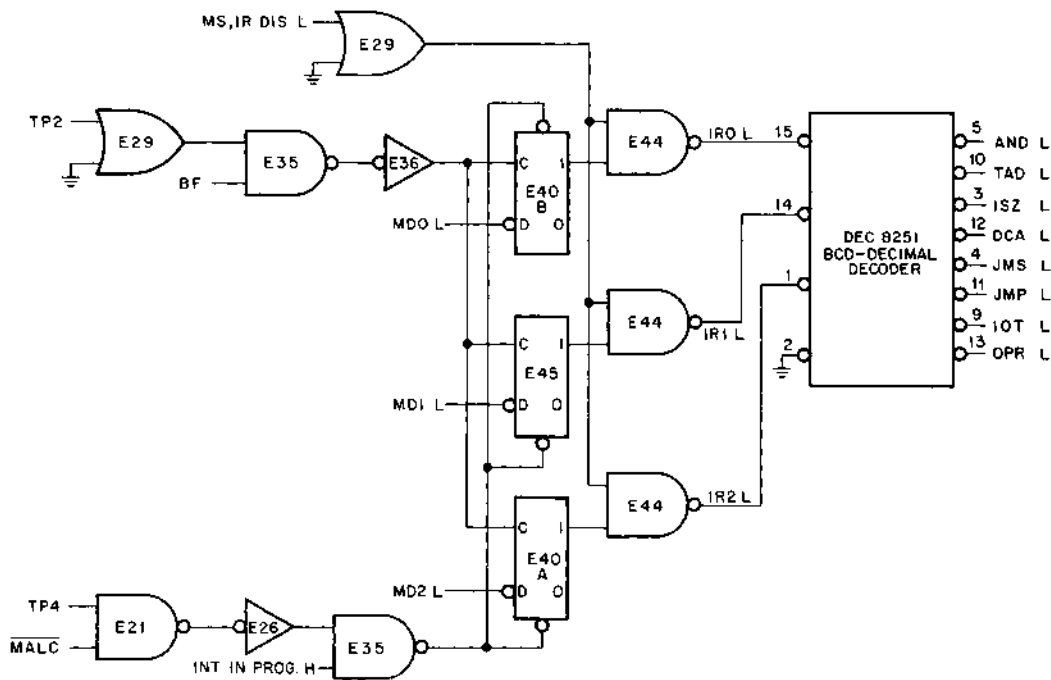 MS, IR DIS L
E29
TP2
E29
E35
BF
E36
C 1
E40
B
D 0
MD0 L
E44
IR0 L
15
14
1
2
DEC 8251
BCD-DECIMAL
DECODER
5 AND L
10 TAD L
3 ISZ L
12 DCA L
4 JMS L
11 JMP L
9 IOT L
13 OPR L
C 1
E45
D 0
MD1 L
E44
IR1 L
C 1
E40
A
D 0
MD2 L
E44
IR2 L
TP4
MALC
E21
E26
E35
INT IN PROG. H